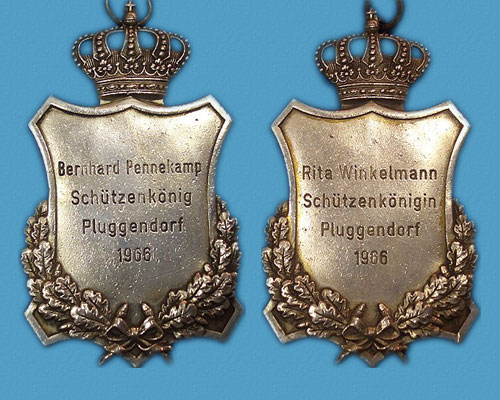 Bernhard Pennekamp
Schützenkönig
Pluggendorf
1966
Rita Winkelmann
Schützenkönigin
Pluggendorf
1966